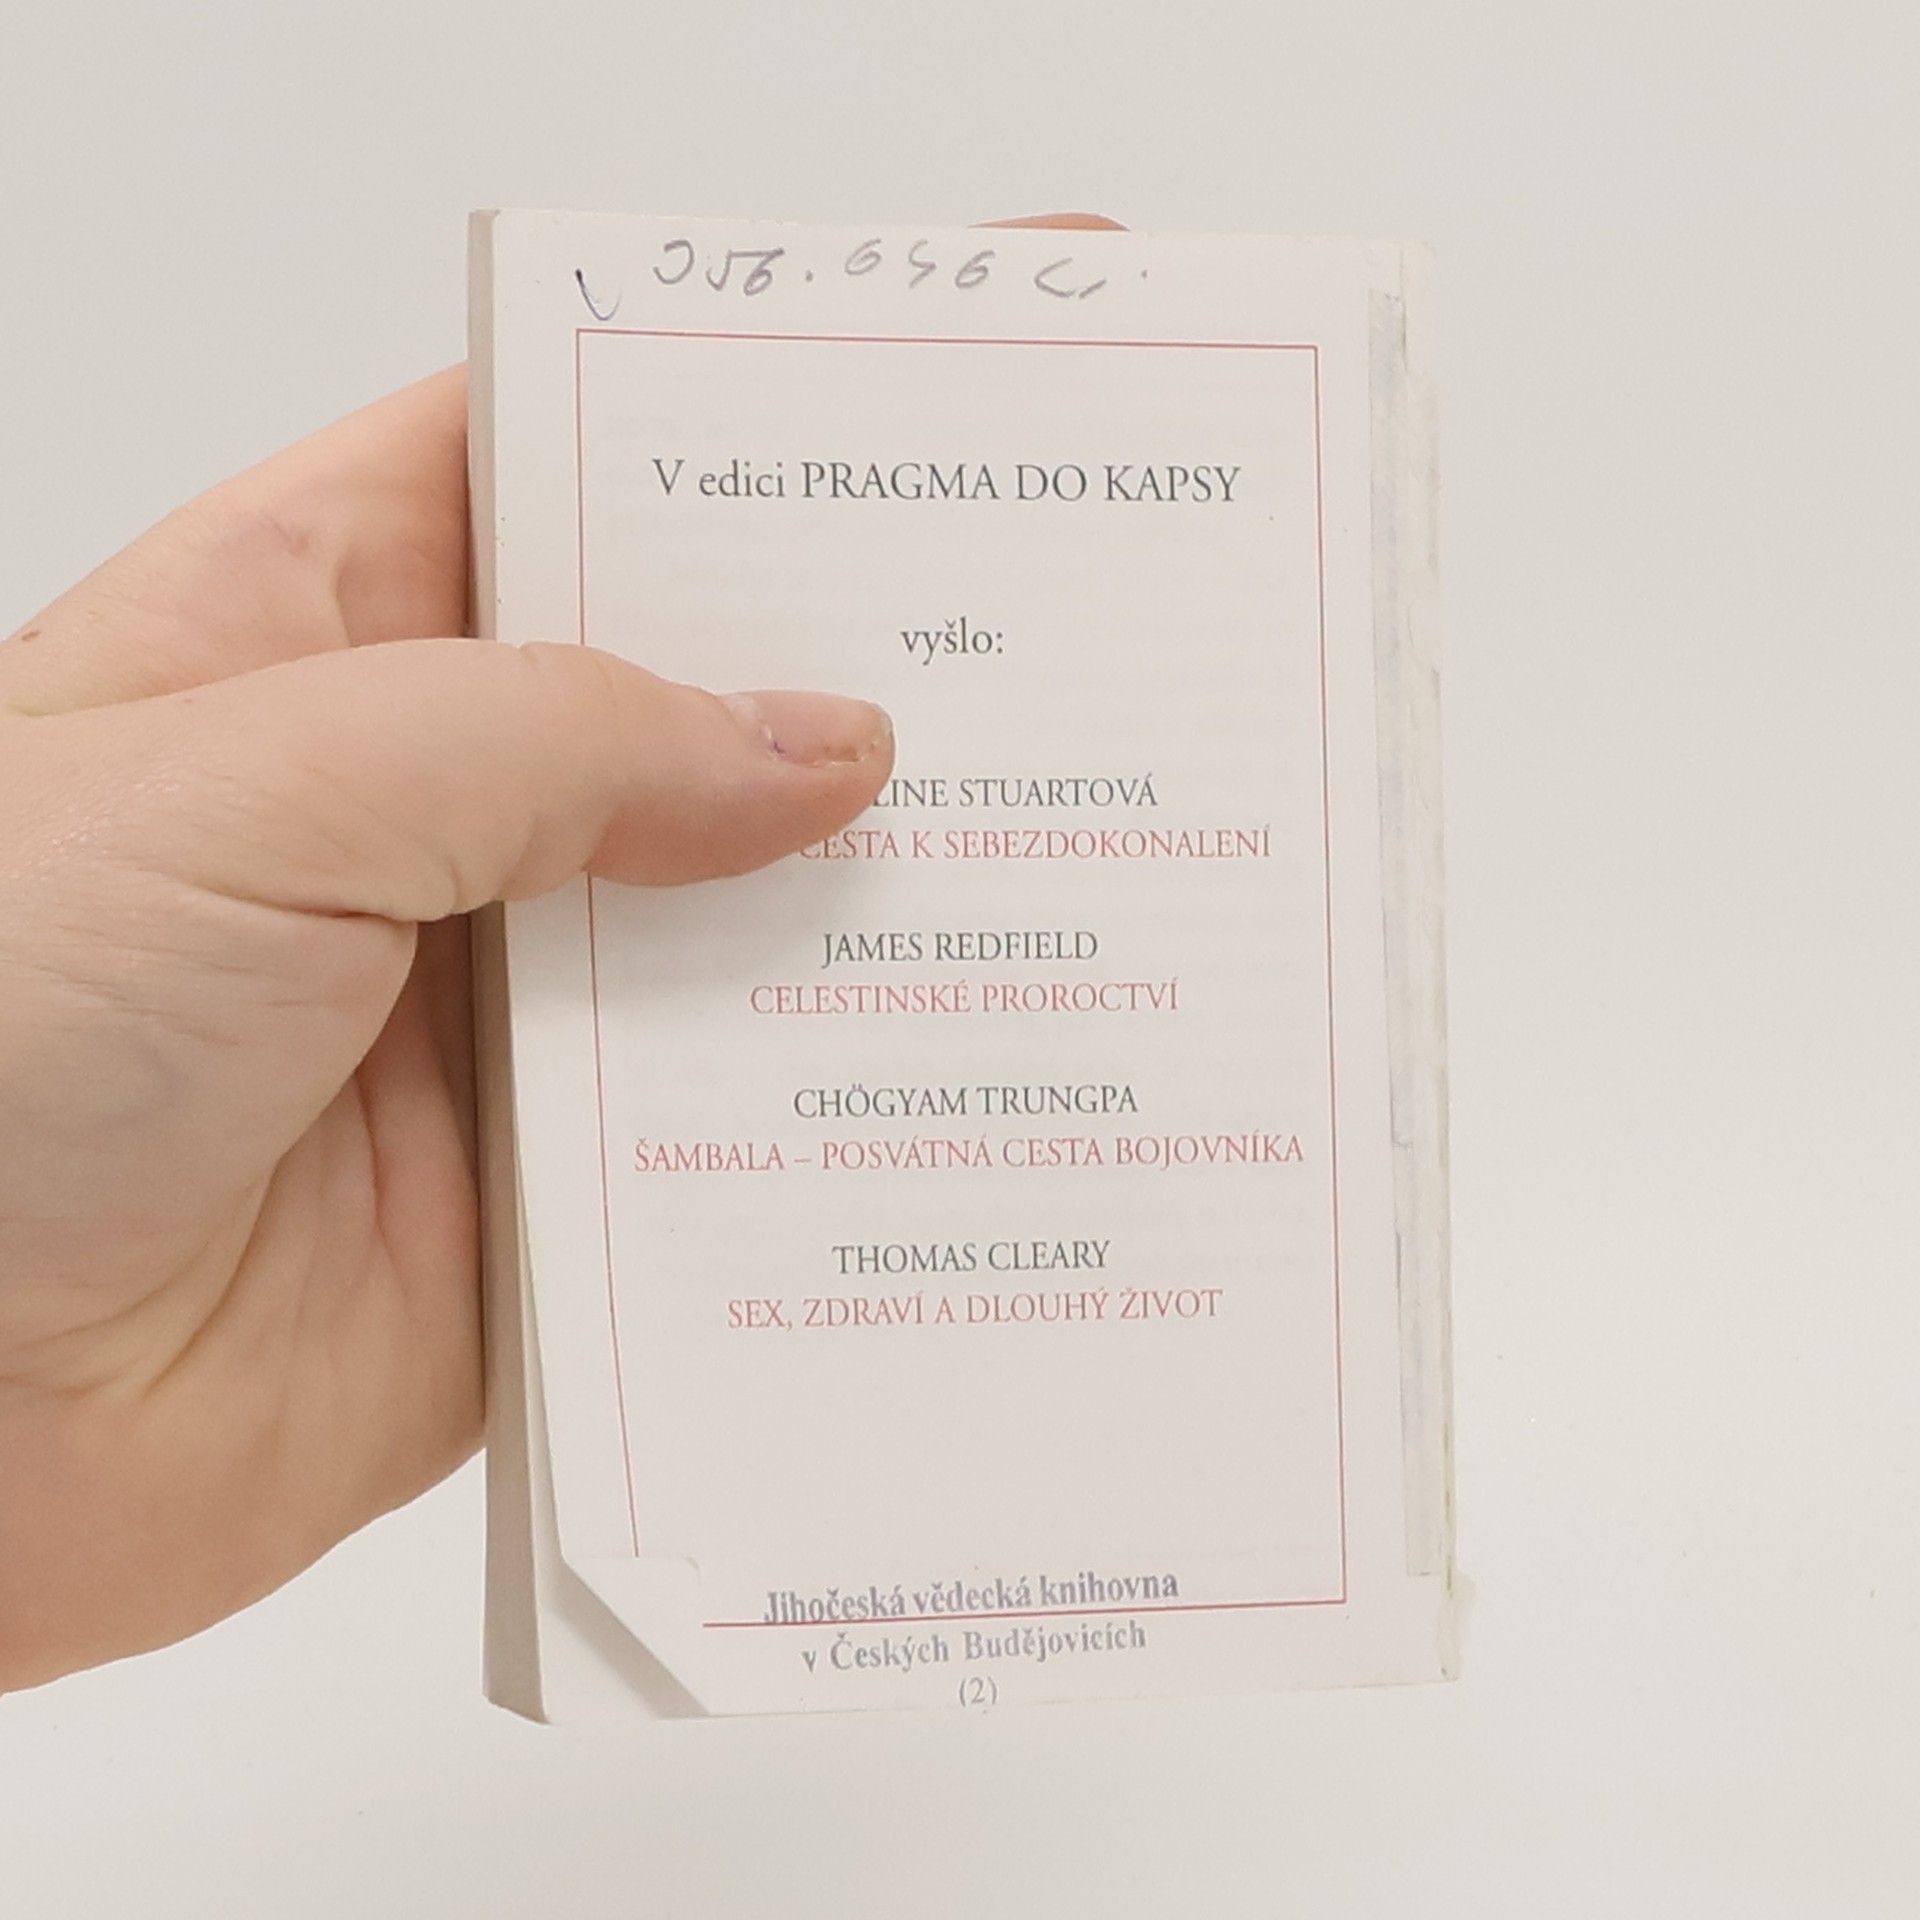 V edici PRAGMA DO KAPSY
vyšlo:
STUARTOVÁ
CESTA K SEBEZDOKONALENÍ
JAMES REDFIELD
CELESTINSKÉ PROROCTVÍ
CHÖGYAM TRUNGPA
ŠAMBALA – POSVÁTNÁ CESTA BOJOVNÍKA
THOMAS CLEARY
SEX, ZDRAVÍ A DLOUHÝ ŽIVOT
Jihočeská vědecká knihovna
v Českých Budějovicích
(2)